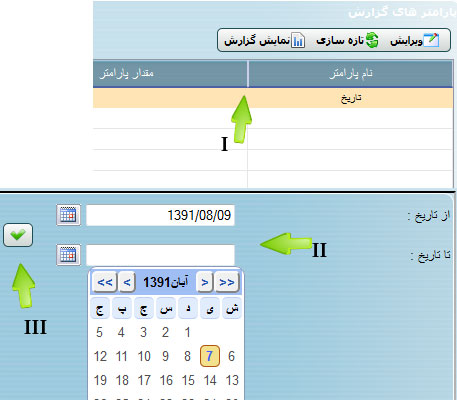 پارامتر های گزارش
ویرایش تازه سازی نمایش گزارش
نام پارامتر مقدار پارامتر
تاریخ
I
از تاریخ : 1391/08/09
تا تاریخ :
II
III
<< < آبان1391 > >>
ش ی د س چ پ ج
1 2 3 4 5
6 7 8 9 10 11 12
13 14 15 16 17 18 19